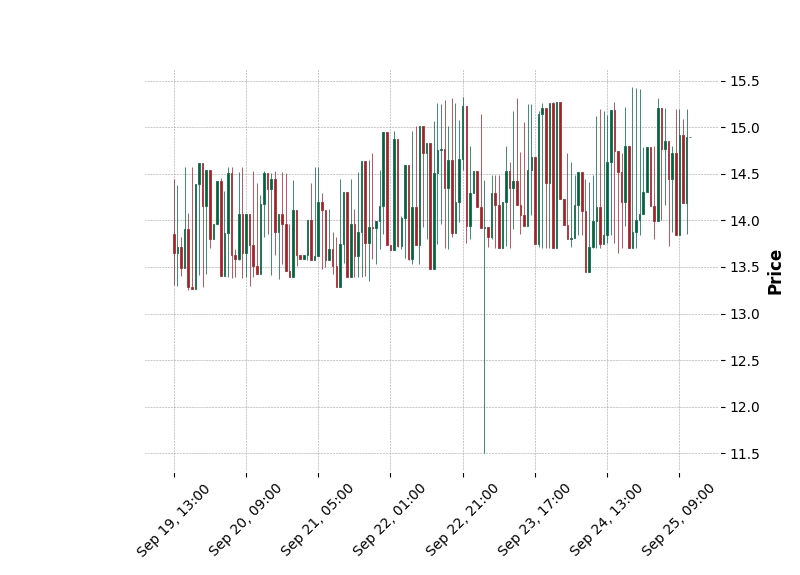 15.5
15.0
14.5
14.0
13.5
13.0
12.5
12.0
11.5
Price
Sep 19, 13:00
Sep 20, 09:00
Sep 21, 05:00
Sep 22, 01:00
Sep 22, 21:00
Sep 23, 17:00
Sep 24, 13:00
Sep 25, 09:00